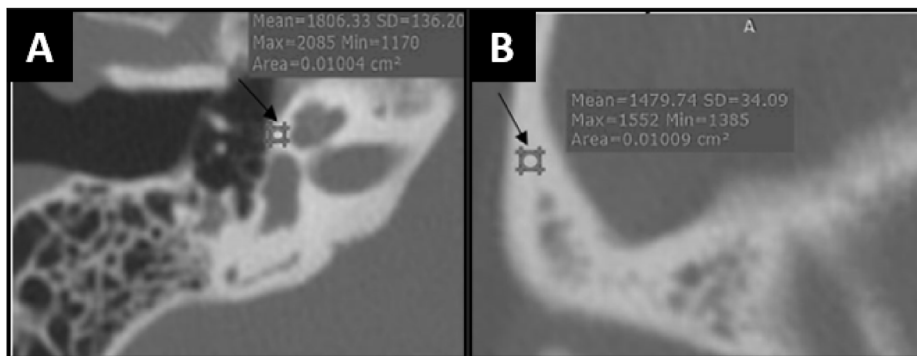 A
Mean=1806.33 SD=136.20
Max=2085 Min=1170
Area=0.01004 cm²
B
A
Mean=1479.74 SD=34.09
Max=1552 Min=1385
Area=0.01009 cm²